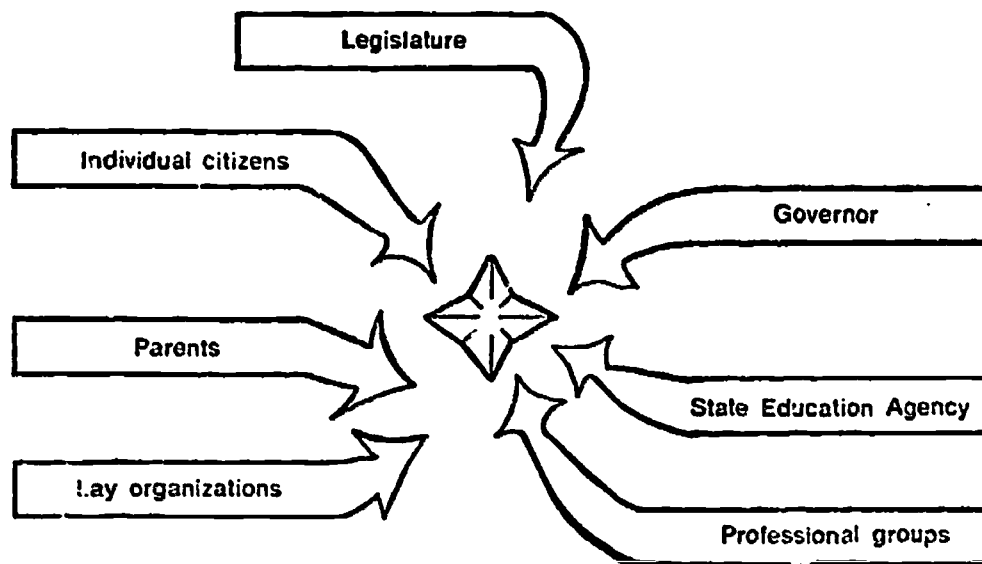 Legislature
Individual citizens
Governor
Parents
State Education Agency
Lay organizations
Professional groups